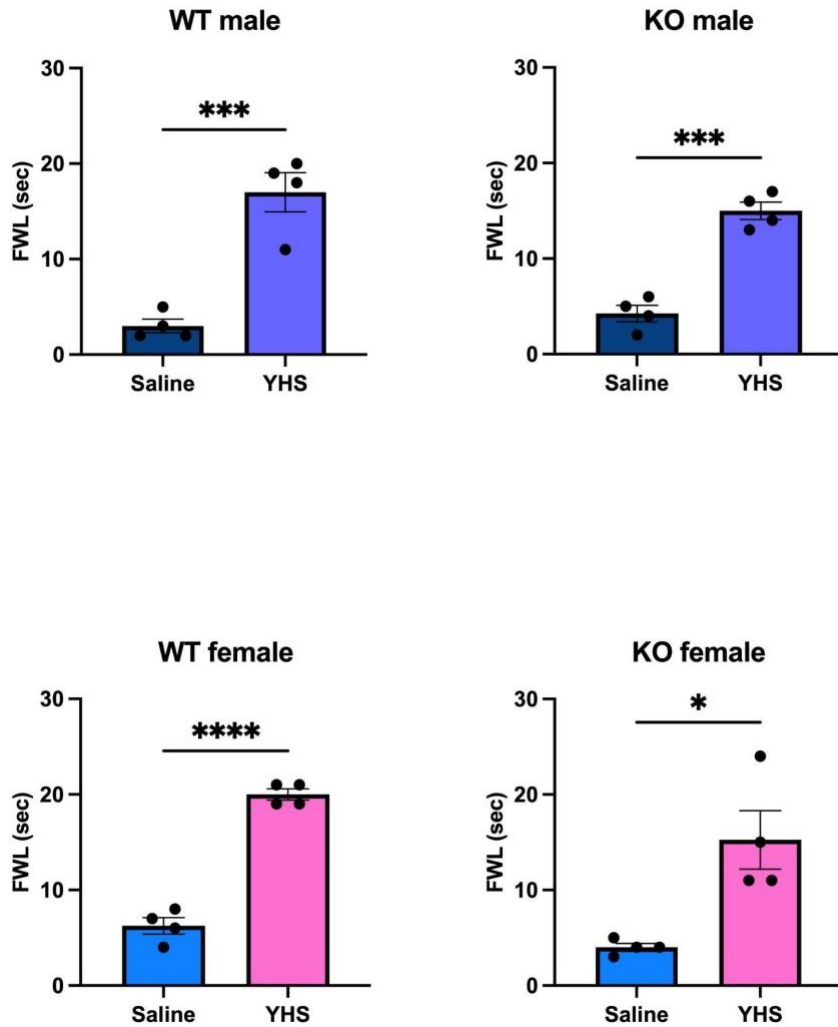 WT male
FWL (sec)
30
20
10
0
***
Saline YHS
KO male
FWL (sec)
30
20
10
0
***
Saline YHS
WT female
FWL (sec)
30
20
10
0
****
Saline YHS
KO female
FWL (sec)
30
20
10
0
*
Saline YHS